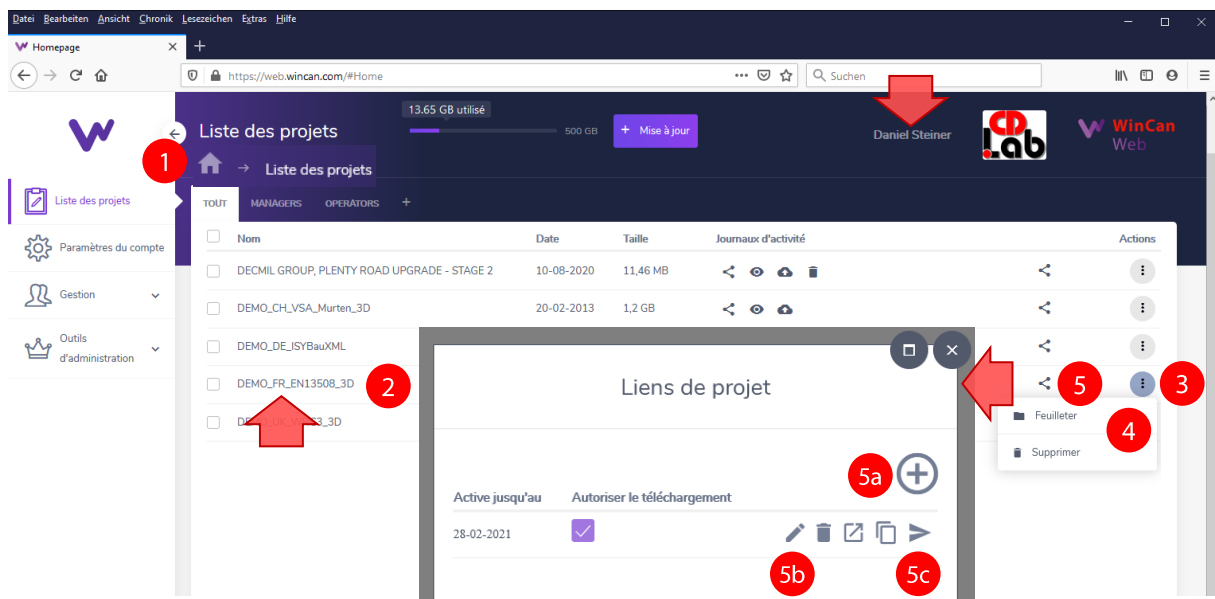 Datei Bearbeiten Ansicht Chronik Lesezeichen Extras Hilfe
Homepage
https://web.wincan.com/#Home
Suchen
13.65 GB utilisé
Liste des projets
500 GB
+ Mise à jour
Daniel Steiner
CD Lab
WinCan
Web
1
→ Liste des projets
Liste des projets
TOUT MANAGERS OPERATORS +
Nom Date Taille Journaux d'activité Actions
Paramètres du compte
DECMIL GROUP, PLENTY ROAD UPGRADE - STAGE 2 10-08-2020 11,46 MB
Gestion
DEMO_CH_VSA_Murten_3D 20-02-2013 1,2 GB
Outils
d'administration
DEMO_DE_ISYBauXML
Liens de projet
DEMO_FR_EN13508_3D 2
5 3
Feuilleter
4
Supprimer
5a
Active jusqu'au Autoriser le téléchargement
28-02-2021
5b 5c